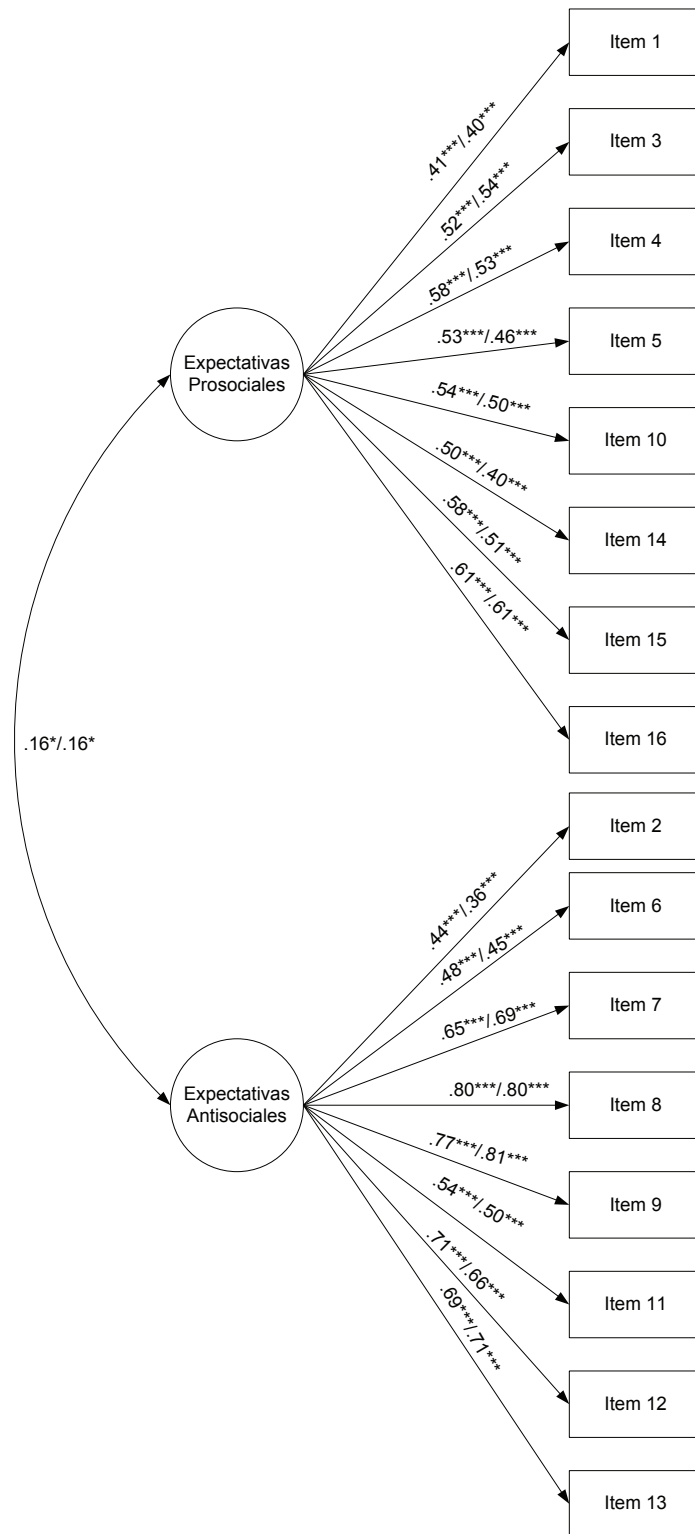 Item 1
.41***/.40***
Item 3
.52***/.54***
Item 4
.58***/.53***
Item 5
.53***/.46***
Expectativas
Prosociales
.54***/.50***
Item 10
.50***/.40***
Item 14
.58***/.51***
Item 15
.61***/.61***
Item 16
.16*/.16*
Item 2
.44***/.36***
Item 6
.48***/.45***
Item 7
.65***/.69***
Expectativas
Antisociales
.80***/.80***
Item 8
.77***/.81***
Item 9
.54***/.50***
Item 11
.71***/.66***
Item 12
.69***/.71***
Item 13